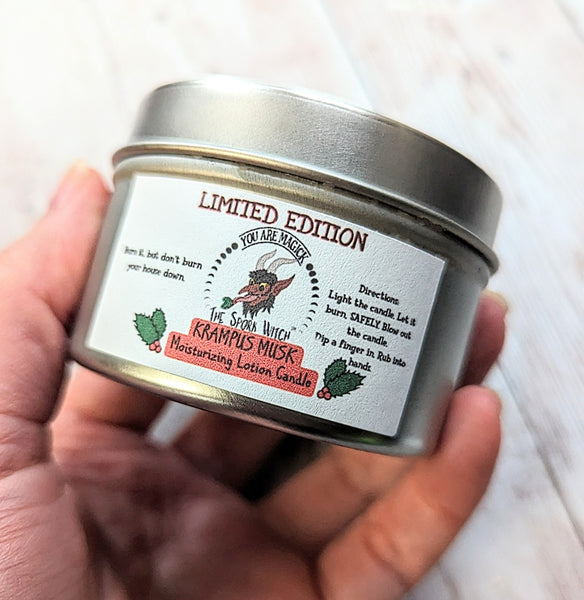 LIMITED EDITION
YOU ARE MAGICK
Burn it, but don't burn
your house down.
THE SPORK WITCH
KRAMPUS MUSK
Moisturizing Lotion Candle
Directions:
Light the candle. Let it
burn. SAFELY. Blow out
the candle.
Dip a finger in. Rub into
hands.